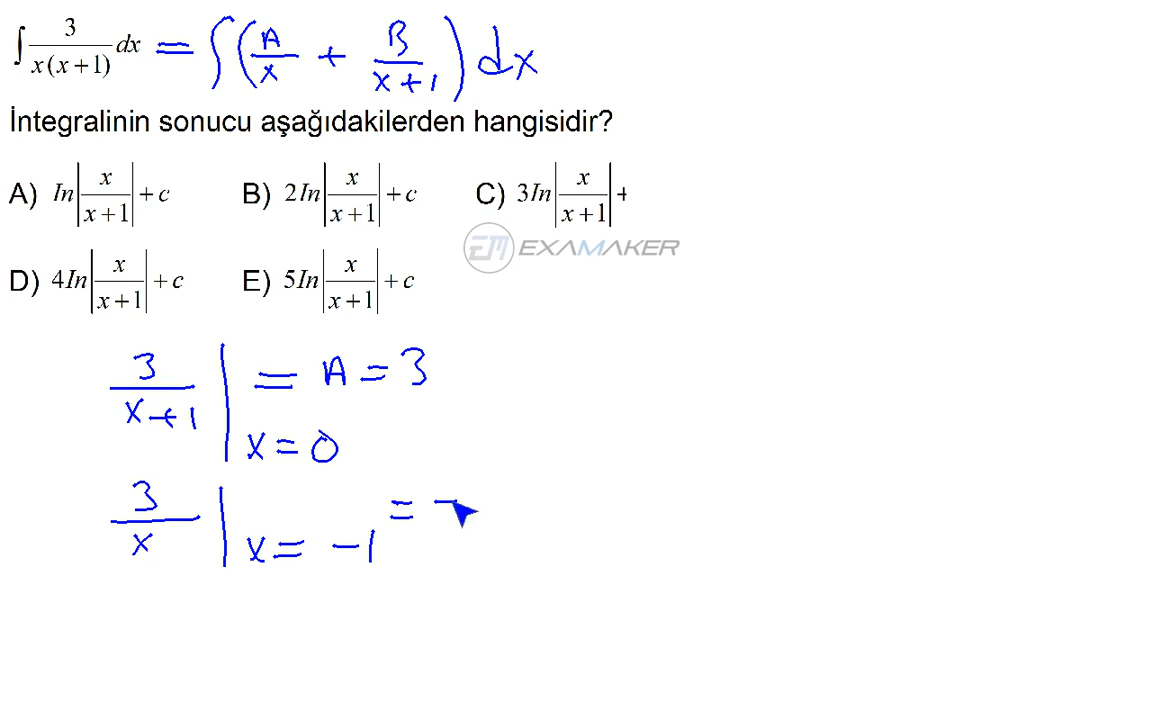 ∫ 3/(x(x+1)) dx = ∫ (A/x + B/(x+1)) dx
İntegralinin sonucu aşağıdakilerden hangisidir?
A) In|x/(x+1)| + c B) 2In|x/(x+1)| + c C) 3In|x/(x+1)| +
EM EXAMAKER
D) 4In|x/(x+1)| + c E) 5In|x/(x+1)| + c
3/(x+1) | x = 0 = A = 3
3/x | x = -1 = -